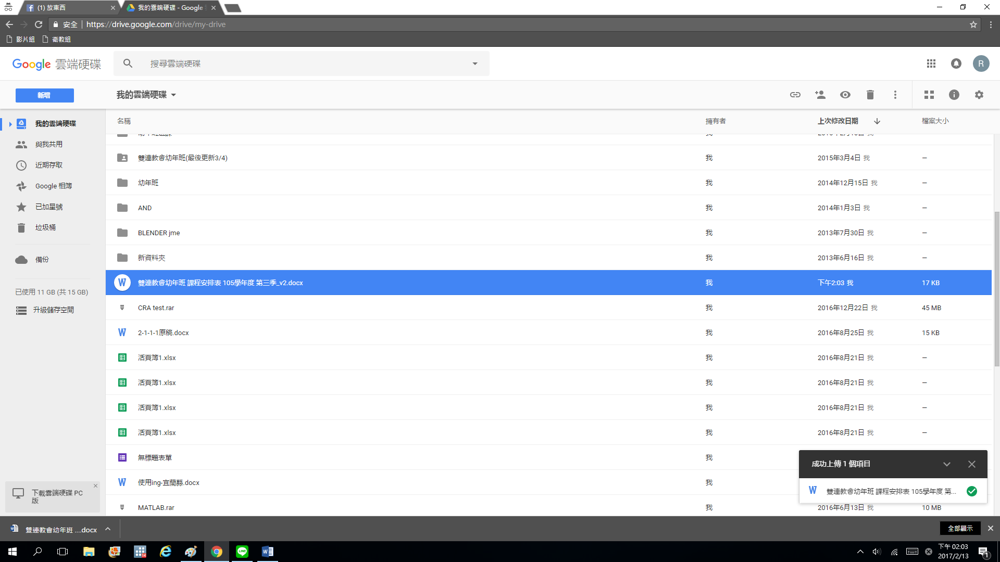 (1) 放東西
我的雲端硬碟 - Google
安全 https://drive.google.com/drive/my-drive
影片組 衛教組
Google 雲端硬碟
搜尋雲端硬碟
R
新增
我的雲端硬碟
我的雲端硬碟
與我共用
近期存取
Google 相簿
已加星號
垃圾桶
備份
已使用 11 GB (共 15 GB)
升級儲存空間
下載雲端硬碟 PC
版
名稱 擁有者 上次修改日期 檔案大小
雙連教會幼年班(最後更新3/4) 我 2015年3月4日 我 –
幼年班 我 2014年12月15日 我 –
AND 我 2014年1月3日 我 –
BLENDER jme 我 2013年7月30日 我 –
新資料夾 我 2013年6月16日 我 –
雙連教會幼年班 課程安排表 105學年度 第三季_v2.docx 我 下午2:03 我 17 KB
CRA test.rar 我 2016年12月22日 我 45 MB
2-1-1-1原稿.docx 我 2016年8月25日 我 15 KB
活頁簿1.xlsx 我 2016年8月21日 我 –
活頁簿1.xlsx 我 2016年8月21日 我 –
活頁簿1.xlsx 我 2016年8月21日 我 –
活頁簿1.xlsx 我 2016年8月21日 我 –
無標題表單 我
使用ing-宜蘭縣.docx 我
MATLAB.rar 我 2016年6月13日 我 10 MB
成功上傳 1 個項目
雙連教會幼年班 課程安排表 105學年度 第...
雙連教會幼年班 ....docx
全部顯示
14
LINE
下午 02:03
2017/2/13
1